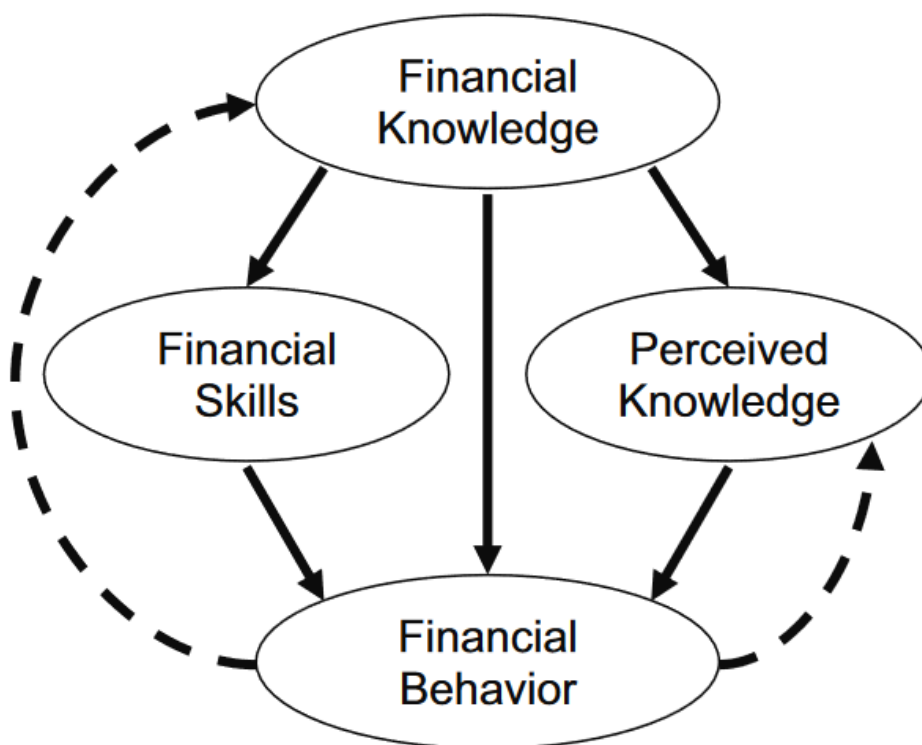 Financial
Knowledge
Financial
Skills
Perceived
Knowledge
Financial
Behavior